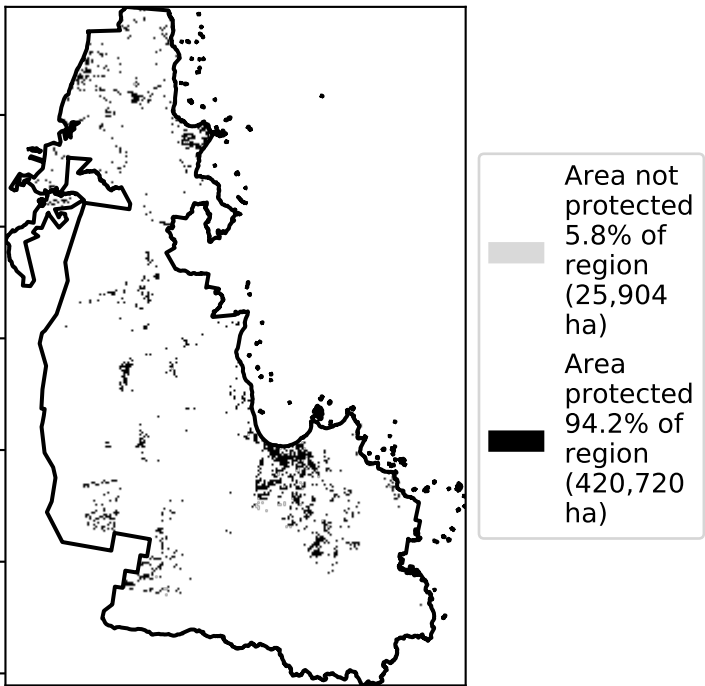 Area not
protected
5.8% of
region
(25,904
ha)
Area
protected
94.2% of
region
(420,720
ha)